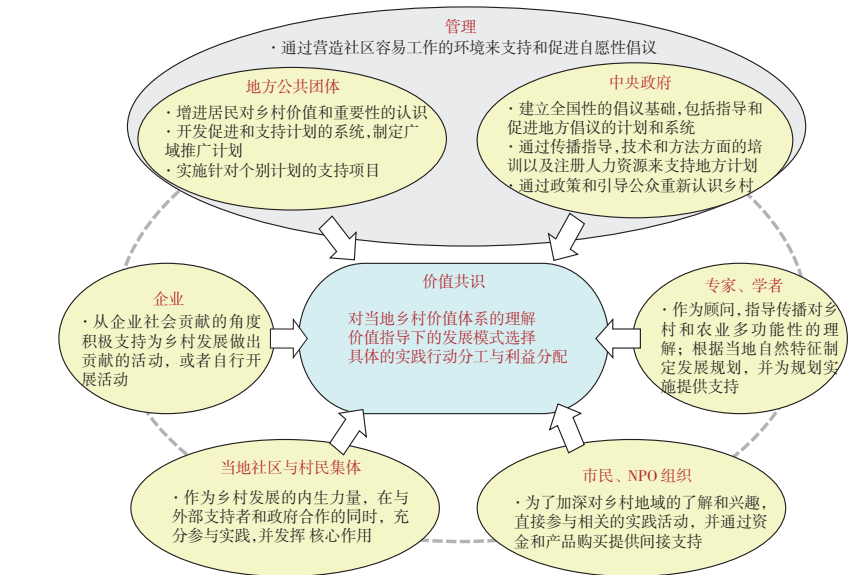 管理
· 通过营造社区容易工作的环境来支持和促进自愿性倡议
地方公共团体
· 增进居民对乡村价值和重要性的认识
· 开发促进和支持计划的系统,制定广
域推广计划
· 实施针对个别计划的支持项目
中央政府
· 建立全国性的倡议基础,包括指导和
促进地方倡议的计划和系统
· 通过传播指导,技术和方法方面的培
训以及注册人力资源来支持地方计划
· 通过政策和引导公众重新认识乡村
企业
· 从企业社会贡献的角度
积极支持为乡村发展做出
贡献的活动，或者自行开
展活动
价值共识
对当地乡村价值体系的理解
价值指导下的发展模式选择
具体的实践行动分工与利益分配
专家、学者
· 作为顾问,指导传播对乡
村和农业多功能性的理
解；根据当地自然特征制
定发展规划，并为规划实
施提供支持
当地社区与村民集体
· 作为乡村发展的内生力量，在与
外部支持者和政府合作的同时，充
分参与实践,并发挥 核心作用
市民、NPO 组织
· 为了加深对乡村地域的了解和兴趣，
直接参与相关的实践活动，并通过资
金和产品购买提供间接支持